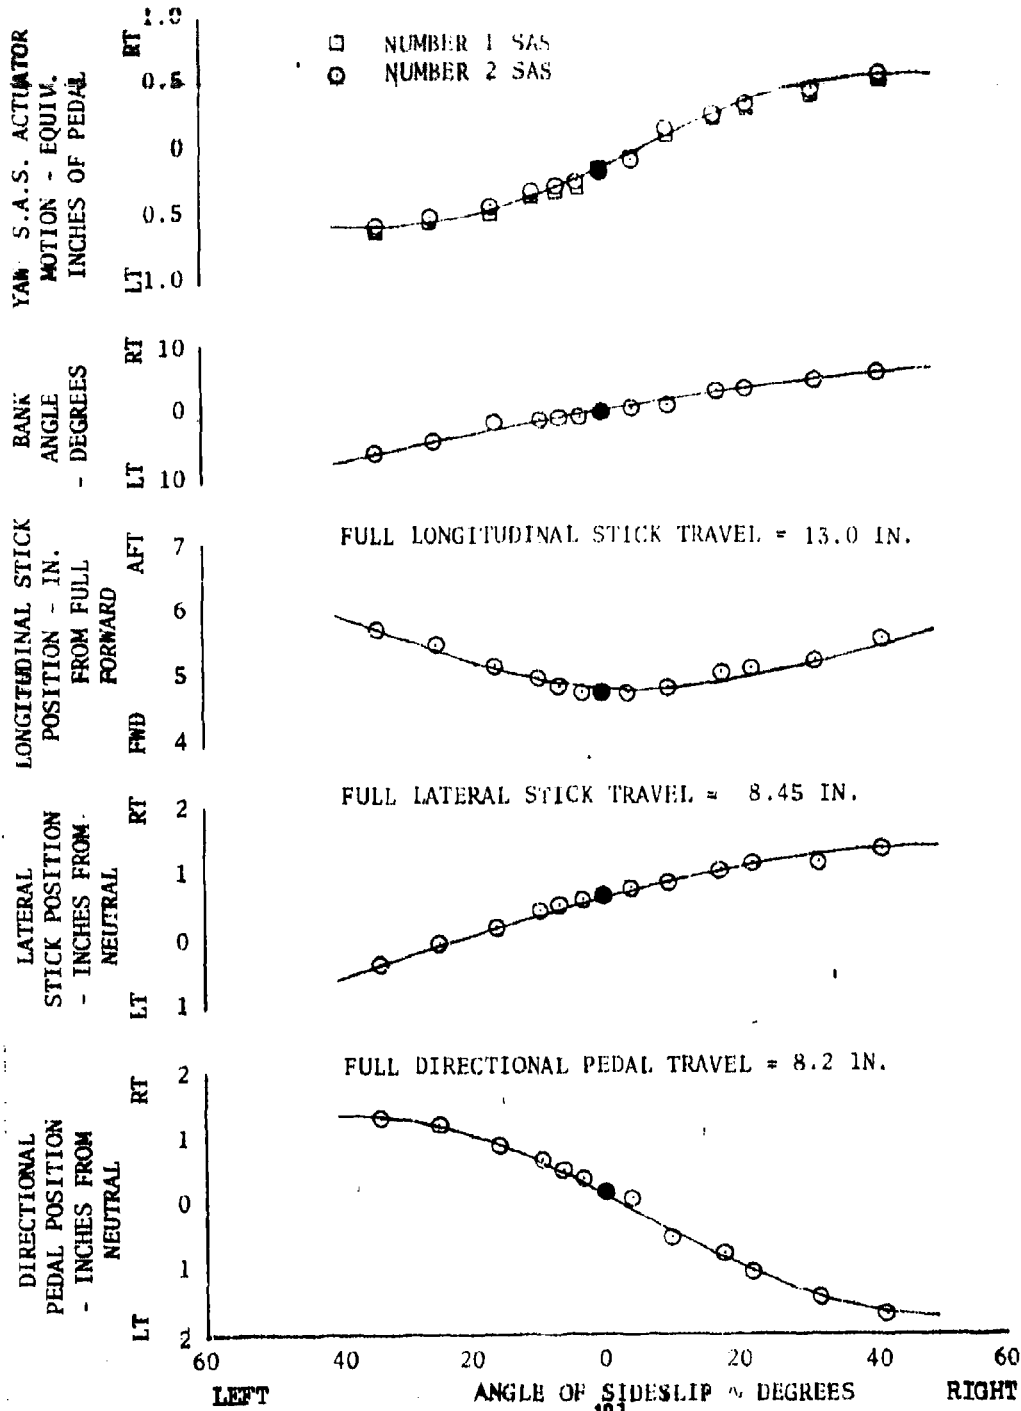 NUMBER 1 SAS
NUMBER 2 SAS
YAW S.A.S. ACTUATOR
MOTION - EQUIV.
INCHES OF PEDAL
RT
LT
1.0
0.5
0
0.5
1.0
BANK
ANGLE
- DEGREES
RT
LT
10
0
10
FULL LONGITUDINAL STICK TRAVEL = 13.0 IN.
LONGITUDINAL STICK
POSITION - IN.
FROM FULL
FORWARD
AFT
FWD
7
6
5
4
FULL LATERAL STICK TRAVEL = 8.45 IN.
LATERAL
STICK POSITION
- INCHES FROM
NEUTRAL
RT
LT
2
1
0
1
FULL DIRECTIONAL PEDAL TRAVEL = 8.2 IN.
DIRECTIONAL
PEDAL POSITION
- INCHES FROM
NEUTRAL
RT
LT
2
1
0
1
2
60 40 20 0 20 40 60
LEFT ANGLE OF SIDESLIP ~ DEGREES RIGHT